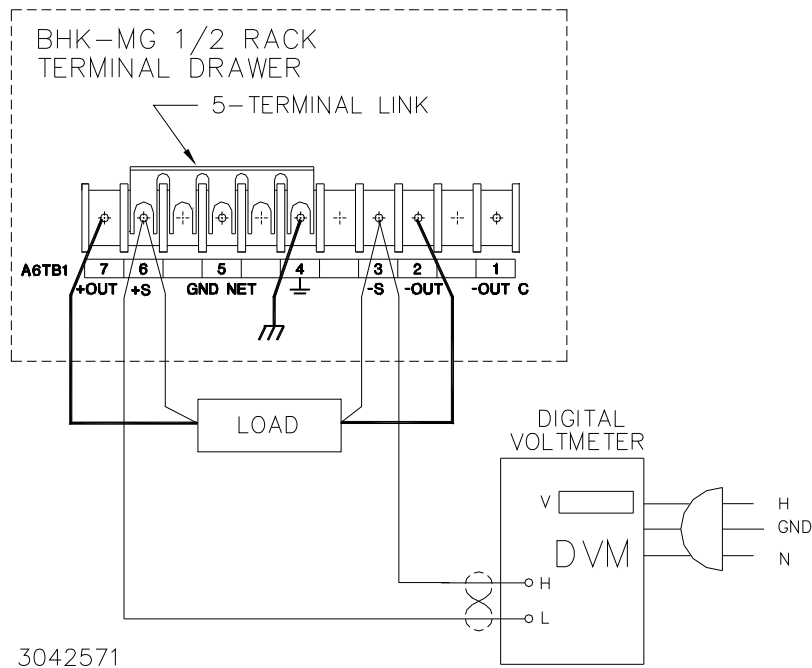 BHK-MG 1/2 RACK
TERMINAL DRAWER
5-TERMINAL LINK
A6TB1 7 6 5 4 3 2 1
+OUT +S GND NET -S -OUT -OUT C
LOAD
DIGITAL
VOLTMETER
V
H
GND
DVM
N
H
L
3042571